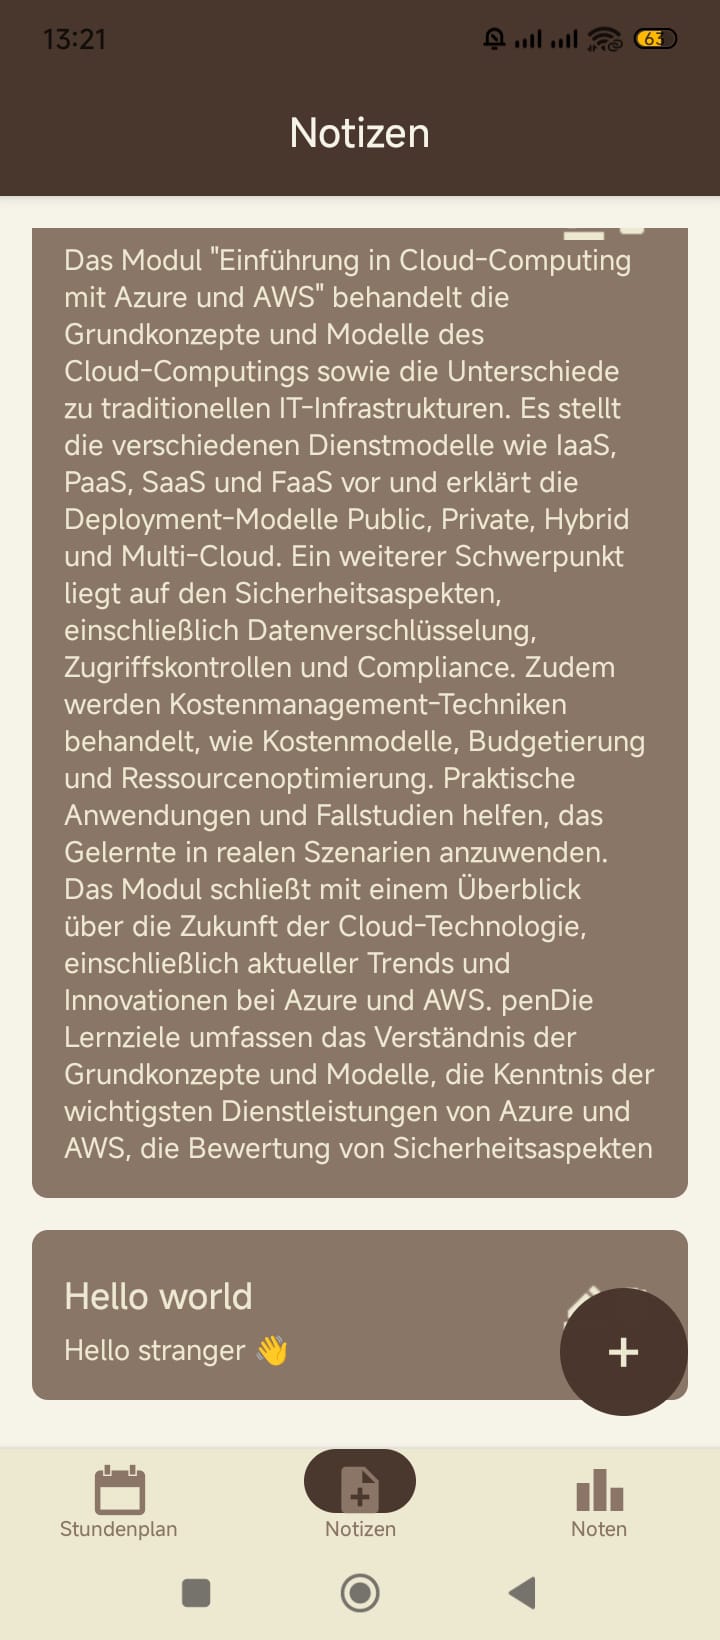 13:21
63
Notizen
Das Modul "Einführung in Cloud-Computing
mit Azure und AWS" behandelt die
Grundkonzepte und Modelle des
Cloud-Computings sowie die Unterschiede
zu traditionellen IT-Infrastrukturen. Es stellt
die verschiedenen Dienstmodelle wie IaaS,
PaaS, SaaS und FaaS vor und erklärt die
Deployment-Modelle Public, Private, Hybrid
und Multi-Cloud. Ein weiterer Schwerpunkt
liegt auf den Sicherheitsaspekten,
einschließlich Datenverschlüsselung,
Zugriffskontrollen und Compliance. Zudem
werden Kostenmanagement-Techniken
behandelt, wie Kostenmodelle, Budgetierung
und Ressourcenoptimierung. Praktische
Anwendungen und Fallstudien helfen, das
Gelernte in realen Szenarien anzuwenden.
Das Modul schließt mit einem Überblick
über die Zukunft der Cloud-Technologie,
einschließlich aktueller Trends und
Innovationen bei Azure und AWS. penDie
Lernziele umfassen das Verständnis der
Grundkonzepte und Modelle, die Kenntnis der
wichtigsten Dienstleistungen von Azure und
AWS, die Bewertung von Sicherheitsaspekten
Hello world
Hello stranger 👋
+
Stundenplan
Notizen
Noten